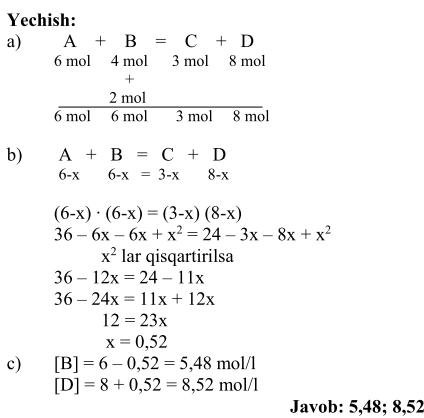 Yechish:
a) A + B = C + D
6 mol 4 mol 3 mol 8 mol
+
2 mol
6 mol 6 mol 3 mol 8 mol
b) A + B = C + D
6-x 6-x = 3-x 8-x
(6-x) · (6-x) = (3-x) (8-x)
36 – 6x – 6x + x² = 24 – 3x – 8x + x²
x² lar qisqartirilsa
36 – 12x = 24 – 11x
36 – 24x = 11x + 12x
12 = 23x
x = 0,52
c) [B] = 6 – 0,52 = 5,48 mol/l
[D] = 8 + 0,52 = 8,52 mol/l
Javob: 5,48; 8,52